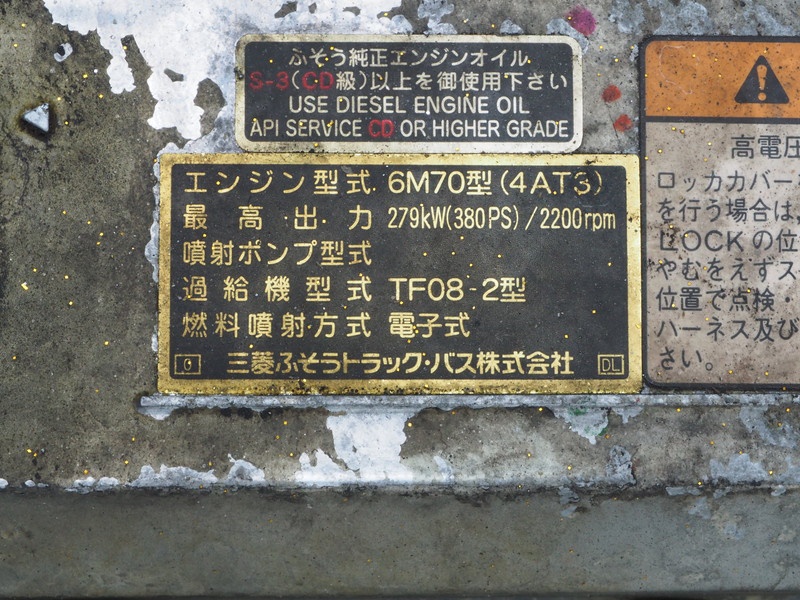 ふそう純正エンジンオイル
S-3(CD級)以上を御使用下さい
USE DIESEL ENGINE OIL
API SERVICE CD OR HIGHER GRADE
エンジン型式 6M70型(4AT3)
最高出力 279kW(380PS)/2200rpm
噴射ポンプ型式
過給機型式 TF08-2型
燃料噴射方式 電子式
三菱ふそうトラック・バス株式会社 DL
高電圧
ロッカカバー
を行う場合は
LOCKの位
やむをえずス
位置で点検・
ハーネス及び
さい。